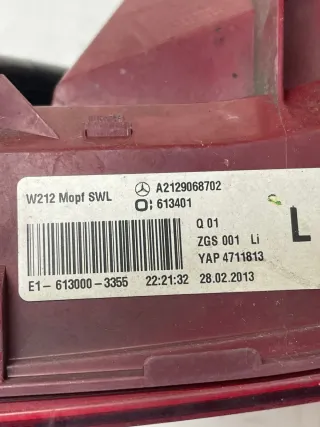 W212 Mopf SWL
A2129068702
613401
Q 01
L
ZGS 001 Li
YAP 4711813
E1- 613000-3355 22:21:32 28.02.2013